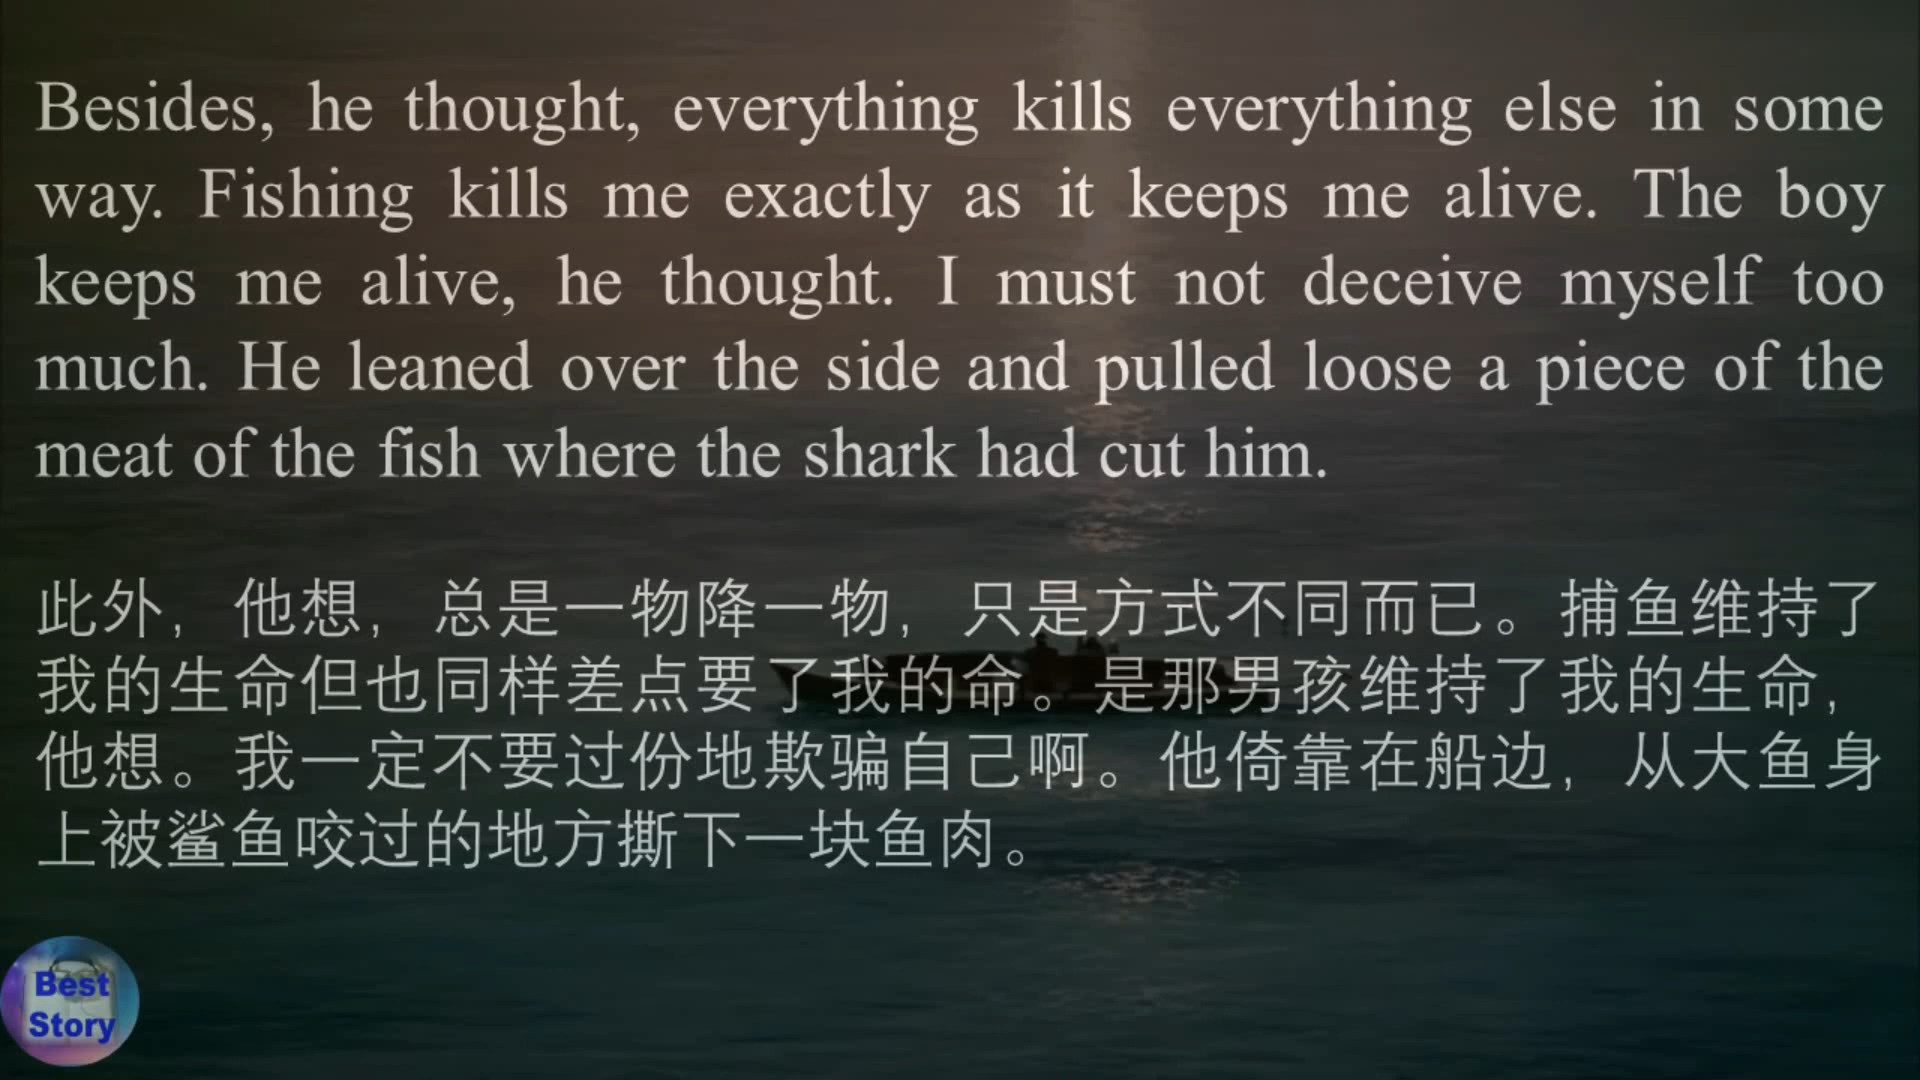 Besides, he thought, everything kills everything else in some
way. Fishing kills me exactly as it keeps me alive. The boy
keeps me alive, he thought. I must not deceive myself too
much. He leaned over the side and pulled loose a piece of the
meat of the fish where the shark had cut him.
此外，他想，总是一物降一物，只是方式不同而已。捕鱼维持了
我的生命但也同样差点要了我的命。是那男孩维持了我的生命，
他想。我一定不要过份地欺骗自己啊。他倚靠在船边，从大鱼身
上被鲨鱼咬过的地方撕下一块鱼肉。
Best
Story